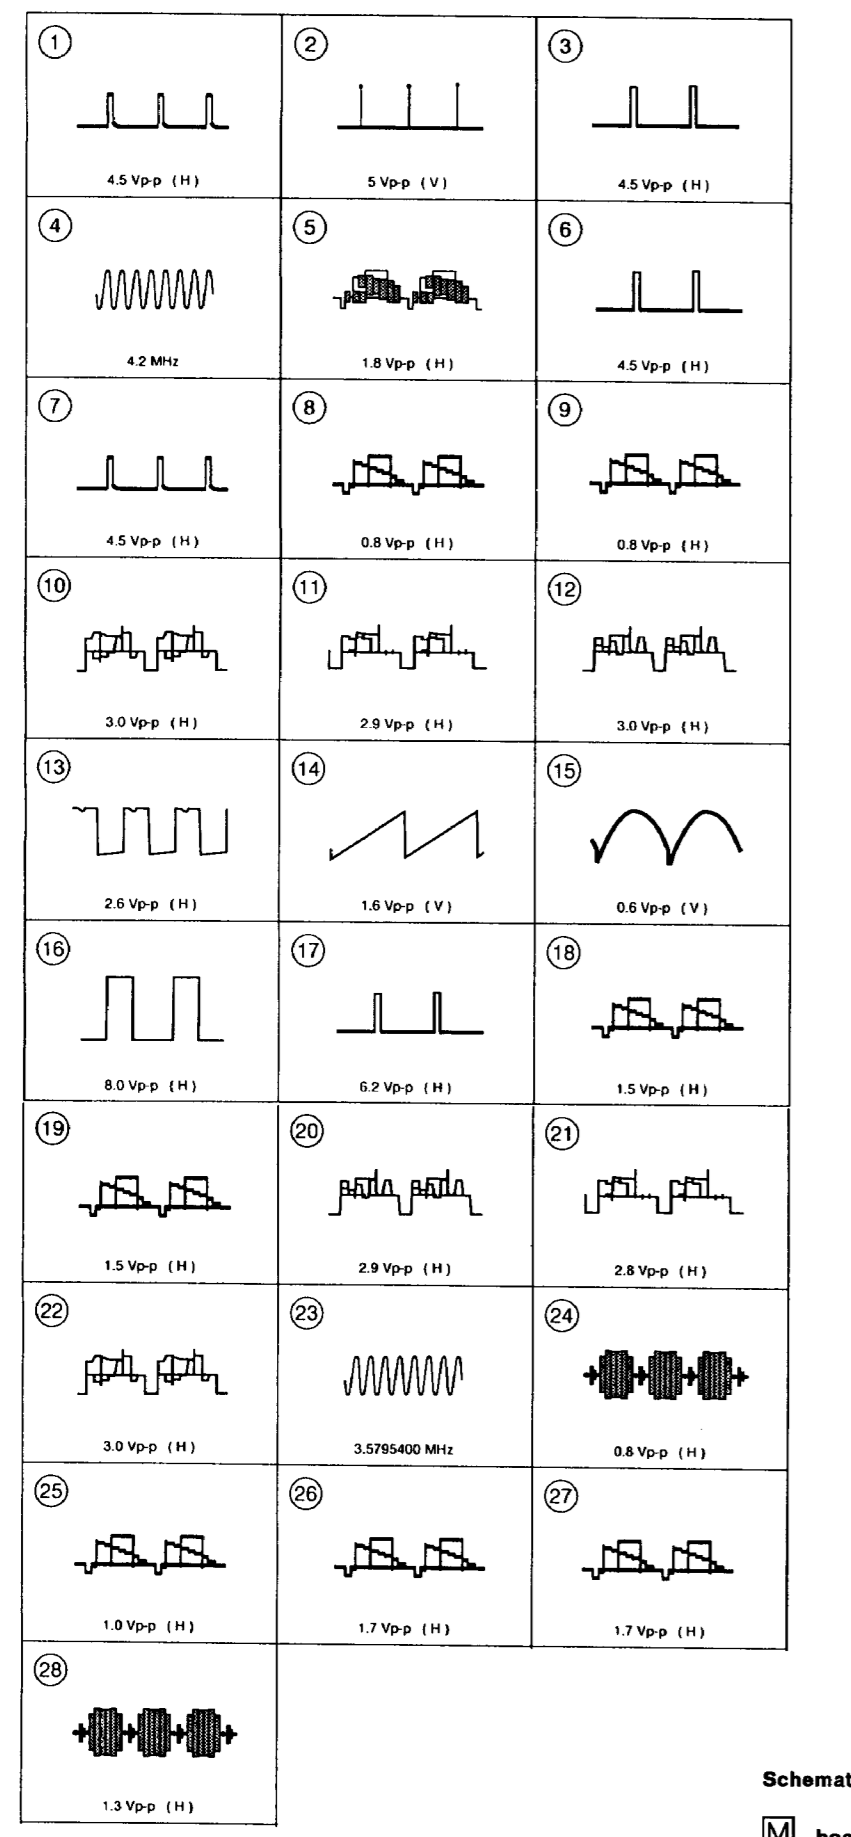 1 2 3
4.5 Vp-p (H) 5 Vp-p (V) 4.5 Vp-p (H)
4 5 6
4.2 MHz 1.8 Vp-p (H) 4.5 Vp-p (H)
7 8 9
4.5 Vp-p (H) 0.8 Vp-p (H) 0.8 Vp-p (H)
10 11 12
3.0 Vp-p (H) 2.9 Vp-p (H) 3.0 Vp-p (H)
13 14 15
2.6 Vp-p (H) 1.6 Vp-p (V) 0.6 Vp-p (V)
16 17 18
8.0 Vp-p (H) 6.2 Vp-p (H) 1.5 Vp-p (H)
19 20 21
1.5 Vp-p (H) 2.9 Vp-p (H) 2.8 Vp-p (H)
22 23 24
3.0 Vp-p (H) 3.5795400 MHz 0.8 Vp-p (H)
25 26 27
1.0 Vp-p (H) 1.7 Vp-p (H) 1.7 Vp-p (H)
28
1.3 Vp-p (H)
Schemat
M